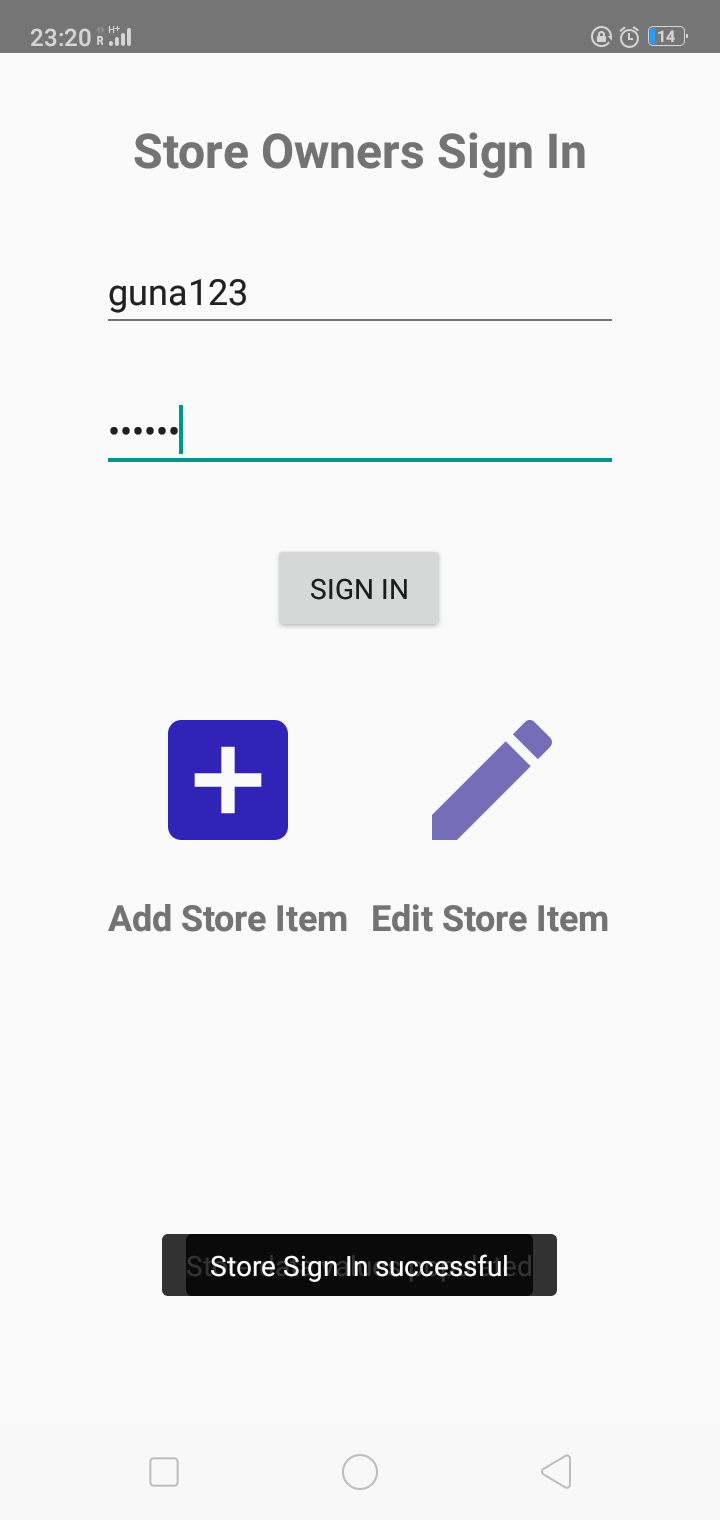 23:20 R H+ 14
Store Owners Sign In
guna123
••••••
SIGN IN
Add Store Item Edit Store Item
Store Sign In successful